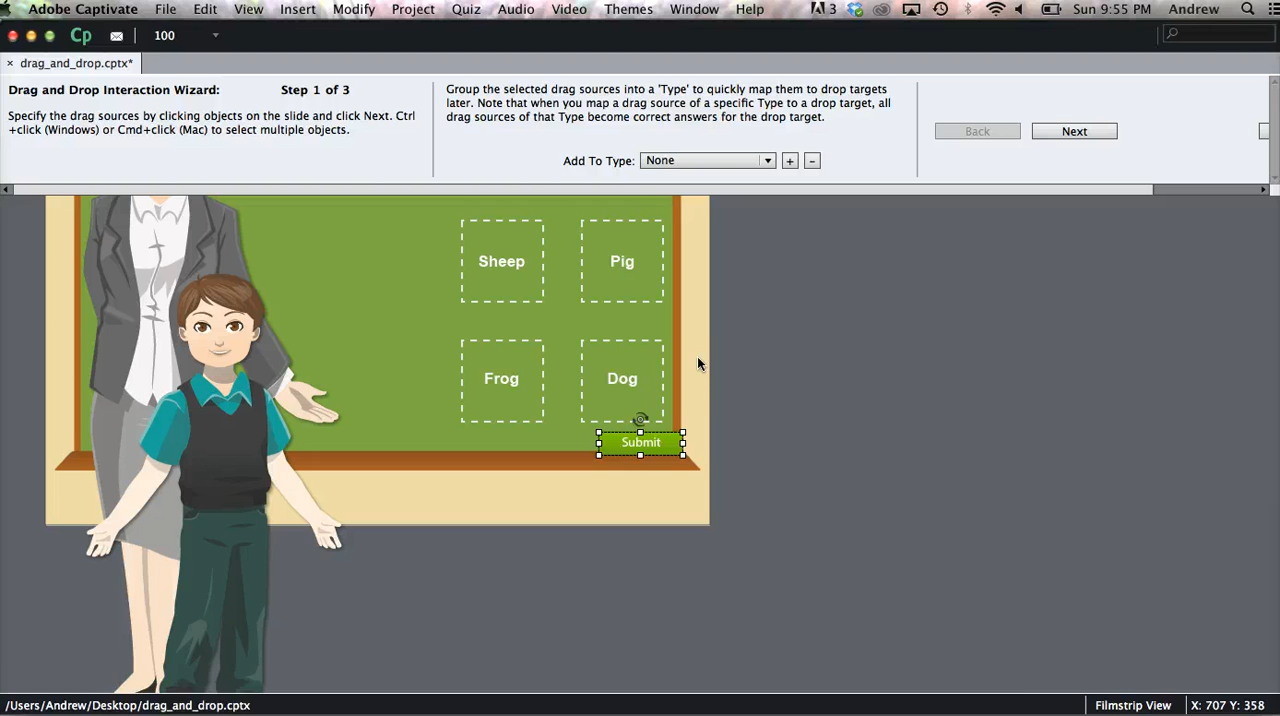 Adobe Captivate File Edit View Insert Modify Project Quiz Audio Video Themes Window Help 3 Sun 9:55 PM Andrew
Cp 100
× drag_and_drop.cptx*
Drag and Drop Interaction Wizard: Step 1 of 3
Specify the drag sources by clicking objects on the slide and click Next. Ctrl
+click (Windows) or Cmd+click (Mac) to select multiple objects.
Group the selected drag sources into a 'Type' to quickly map them to drop targets
later. Note that when you map a drag source of a specific Type to a drop target, all
drag sources of that Type become correct answers for the drop target.
Add To Type: None + -
Back Next
Sheep Pig
Frog Dog
Submit
/Users/Andrew/Desktop/drag_and_drop.cptx Filmstrip View X: 707 Y: 358